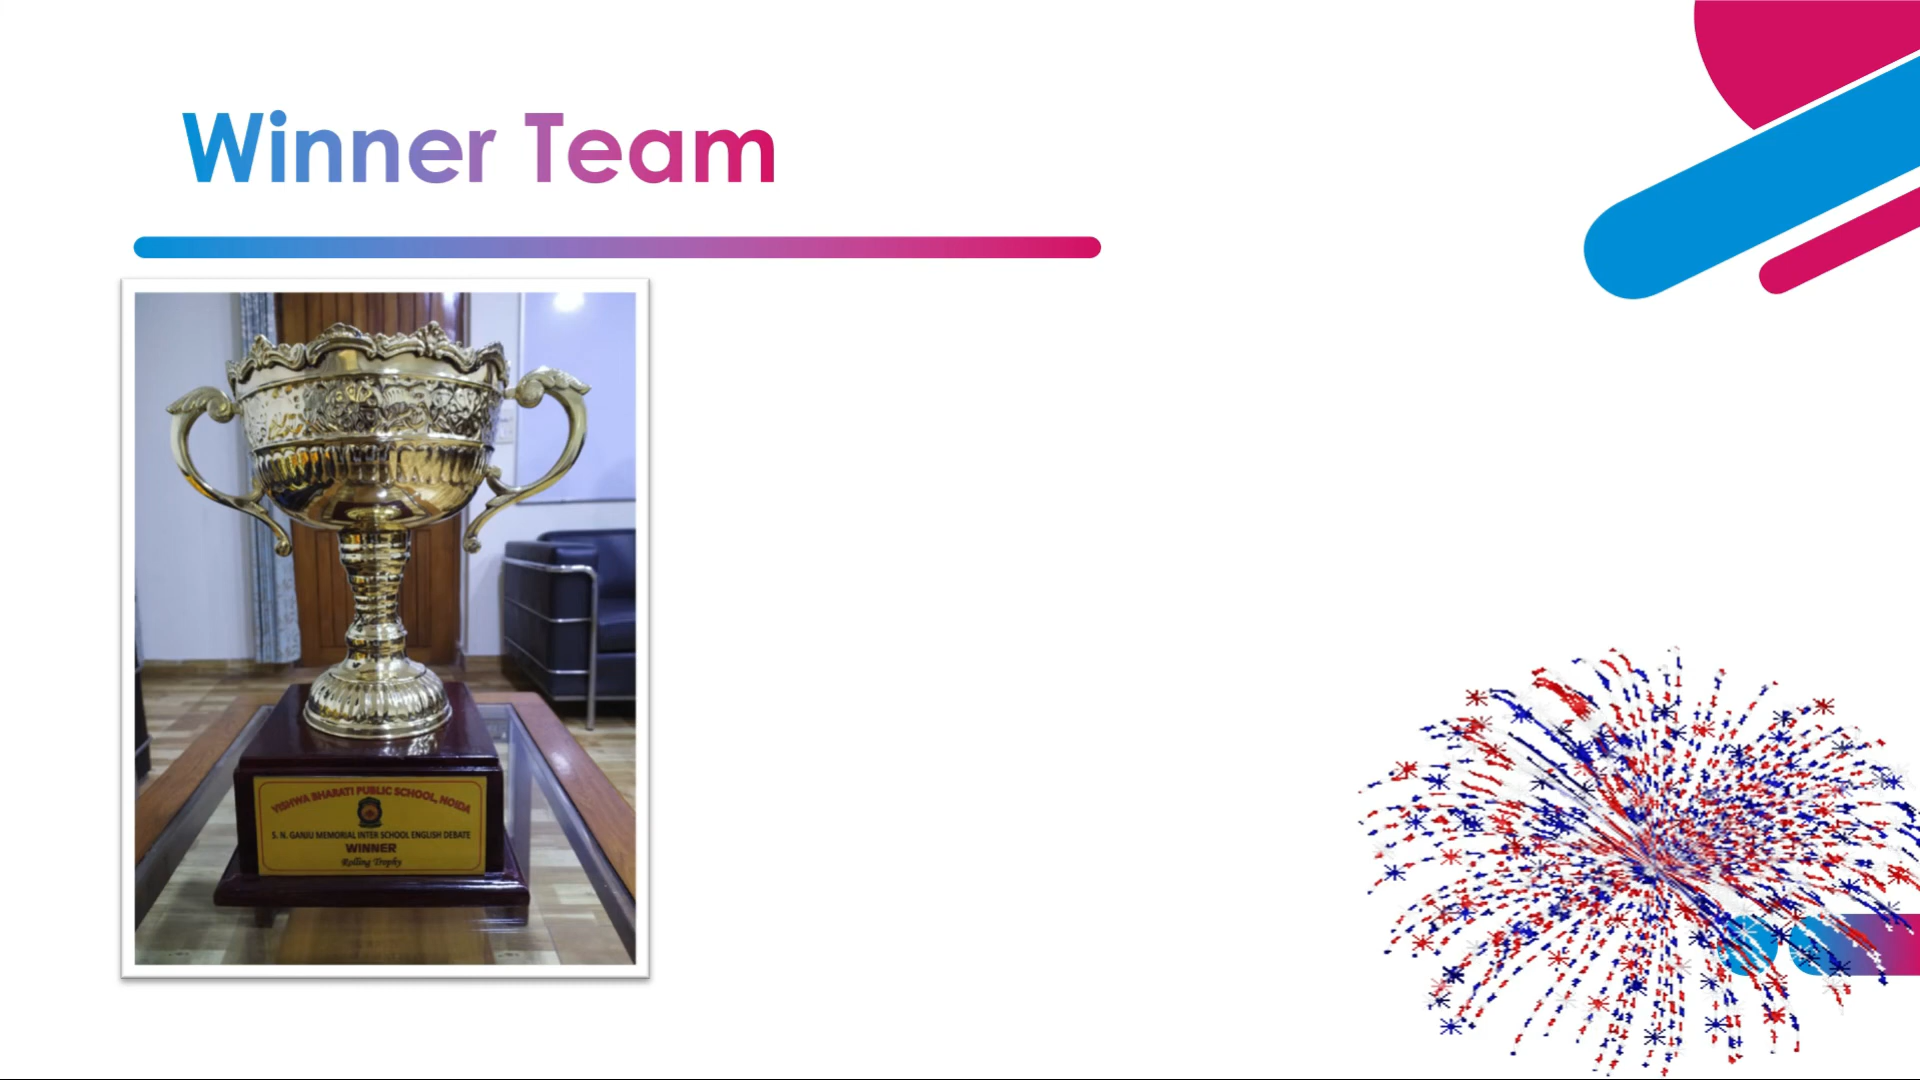 Winner Team
VISHWA BHARATI PUBLIC SCHOOL, NOIDA
S. N. GANJU MEMORIAL INTER SCHOOL ENGLISH DEBATE
WINNER
Rolling Trophy